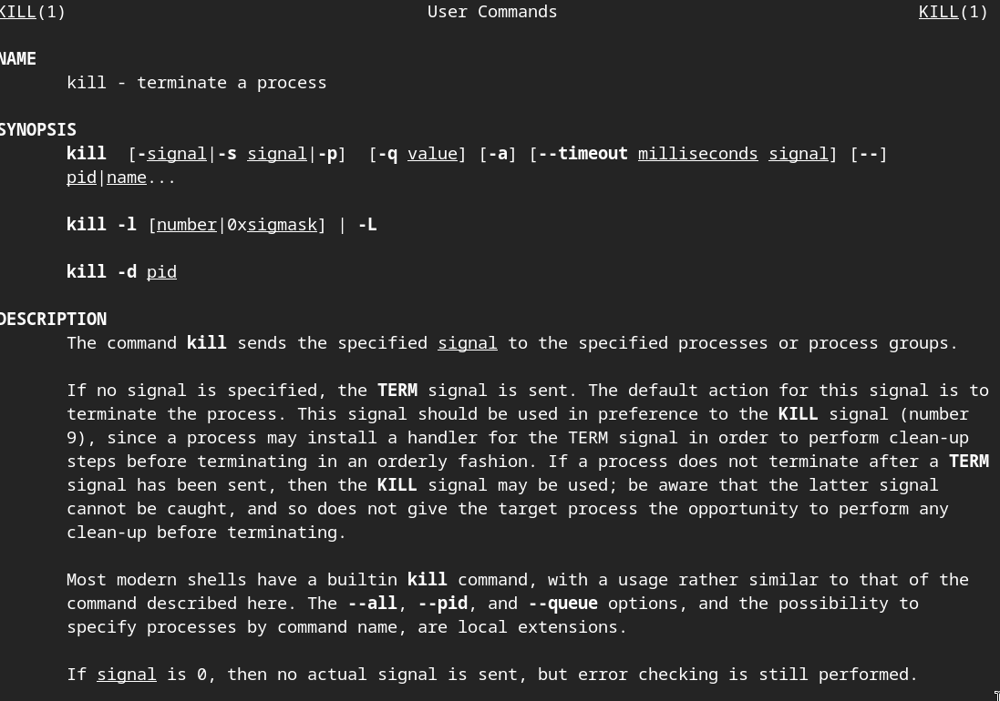 KILL(1) User Commands KILL(1)
NAME
kill - terminate a process
SYNOPSIS
kill [-signal|-s signal|-p] [-q value] [-a] [--timeout milliseconds signal] [--]
pid|name...
kill -l [number|0xsigmask] | -L
kill -d pid
DESCRIPTION
The command kill sends the specified signal to the specified processes or process groups.
If no signal is specified, the TERM signal is sent. The default action for this signal is to
terminate the process. This signal should be used in preference to the KILL signal (number
9), since a process may install a handler for the TERM signal in order to perform clean-up
steps before terminating in an orderly fashion. If a process does not terminate after a TERM
signal has been sent, then the KILL signal may be used; be aware that the latter signal
cannot be caught, and so does not give the target process the opportunity to perform any
clean-up before terminating.
Most modern shells have a builtin kill command, with a usage rather similar to that of the
command described here. The --all, --pid, and --queue options, and the possibility to
specify processes by command name, are local extensions.
If signal is 0, then no actual signal is sent, but error checking is still performed.